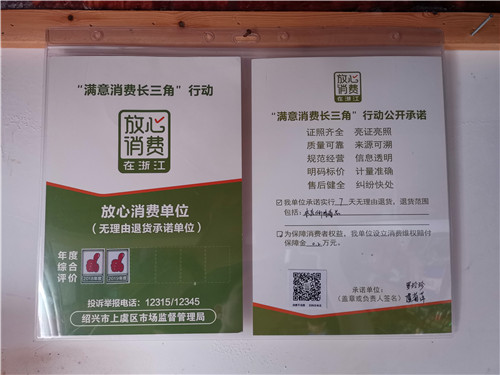 “满意消费长三角”行动
放心
消费
在浙江
放心消费单位
（无理由退货承诺单位）
年度
综合
评价
投诉举报电话：12315/12345
绍兴市上虞区市场监督管理局
放心
消费
在浙江
“满意消费长三角”行动公开承诺
证照齐全 亮证亮照
质量可靠 来源可溯
规范经营 信息透明
明码标价 计量准确
售后健全 纠纷快处
我单位承诺实行 7 天无理由退货，退货范围
包括：
为保障消费者权益，我单位设立消费维权赔付
保障金 万元。
承诺单位：
（盖章或负责人签名）